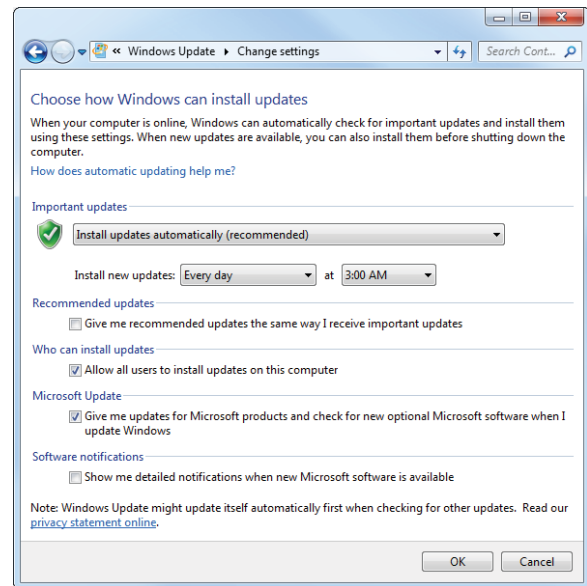 « Windows Update ▸ Change settings
Search Cont...
Choose how Windows can install updates
When your computer is online, Windows can automatically check for important updates and install them
using these settings. When new updates are available, you can also install them before shutting down the
computer.
How does automatic updating help me?
Important updates
Install updates automatically (recommended)
Install new updates: Every day at 3:00 AM
Recommended updates
Give me recommended updates the same way I receive important updates
Who can install updates
Allow all users to install updates on this computer
Microsoft Update
Give me updates for Microsoft products and check for new optional Microsoft software when I
update Windows
Software notifications
Show me detailed notifications when new Microsoft software is available
Note: Windows Update might update itself automatically first when checking for other updates. Read our
privacy statement online.
OK Cancel